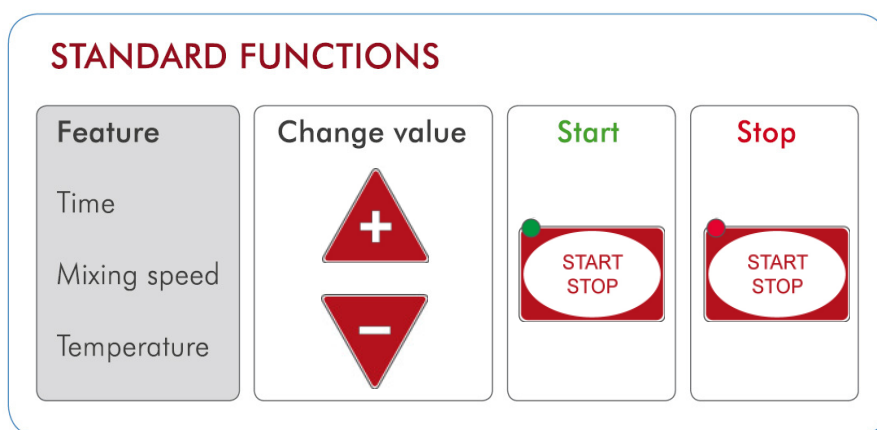 STANDARD FUNCTIONS
Feature
Time
Mixing speed
Temperature
Change value
+
−
Start
START
STOP
Stop
START
STOP